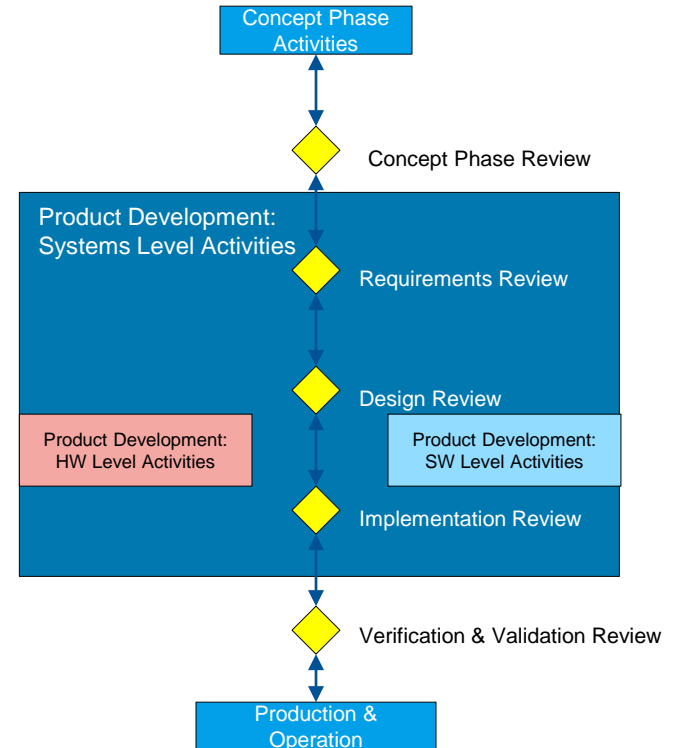 Concept Phase
Activities
Concept Phase Review
Product Development:
Systems Level Activities
Requirements Review
Design Review
Product Development:
HW Level Activities
Product Development:
SW Level Activities
Implementation Review
Verification & Validation Review
Production &
Operation